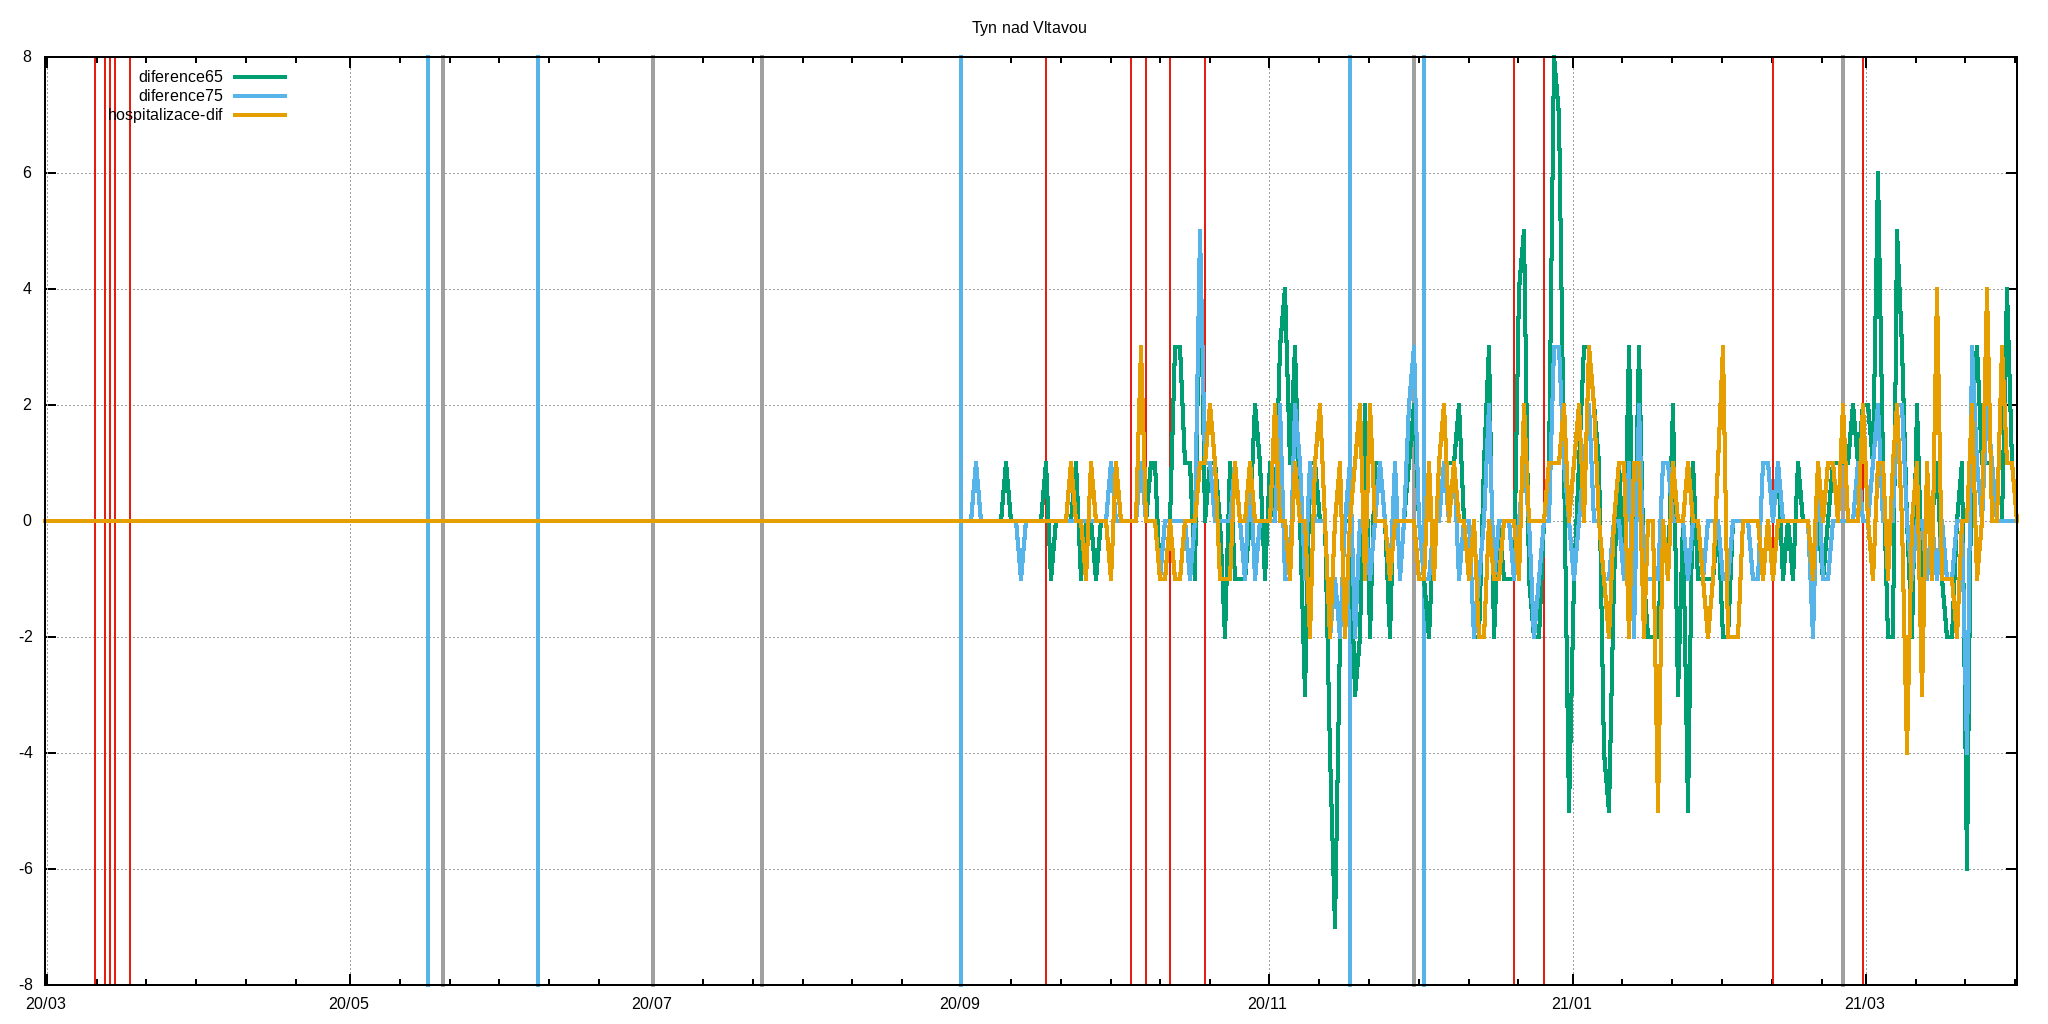 Tyn nad Vltavou
8
diference65
diference75
hospitalizace-dif
6
4
2
0
-2
-4
-6
-8
20/03 20/05 20/07 20/09 20/11 21/01 21/03